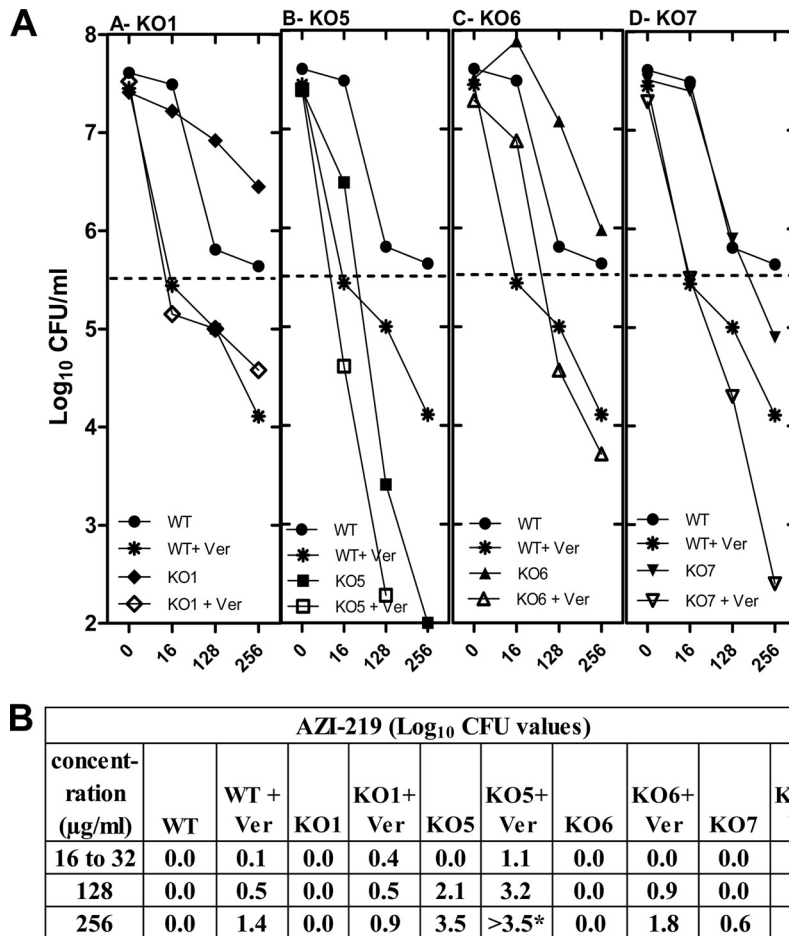 A
A- KO1
B- KO5
C- KO6
D- KO7
Log10 CFU/ml
8
7
6
5
4
3
2
WT
WT+ Ver
KO1
KO1 + Ver
WT
WT+ Ver
KO5
KO5 + Ver
WT
WT+ Ver
KO6
KO6 + Ver
WT
WT+ Ver
KO7
KO7 + Ver
0 16 128 256
0 16 128 256
0 16 128 256
0 16 128 256
B
AZI-219 (Log10 CFU values)
concent-
ration
(µg/ml) WT WT + Ver KO1 KO1+ Ver KO5 KO5+ Ver KO6 KO6+ Ver KO7
16 to 32 0.0 0.1 0.0 0.4 0.0 1.1 0.0 0.0 0.0
128 0.0 0.5 0.0 0.5 2.1 3.2 0.0 0.9 0.0
256 0.0 1.4 0.0 0.9 3.5 >3.5* 0.0 1.8 0.6